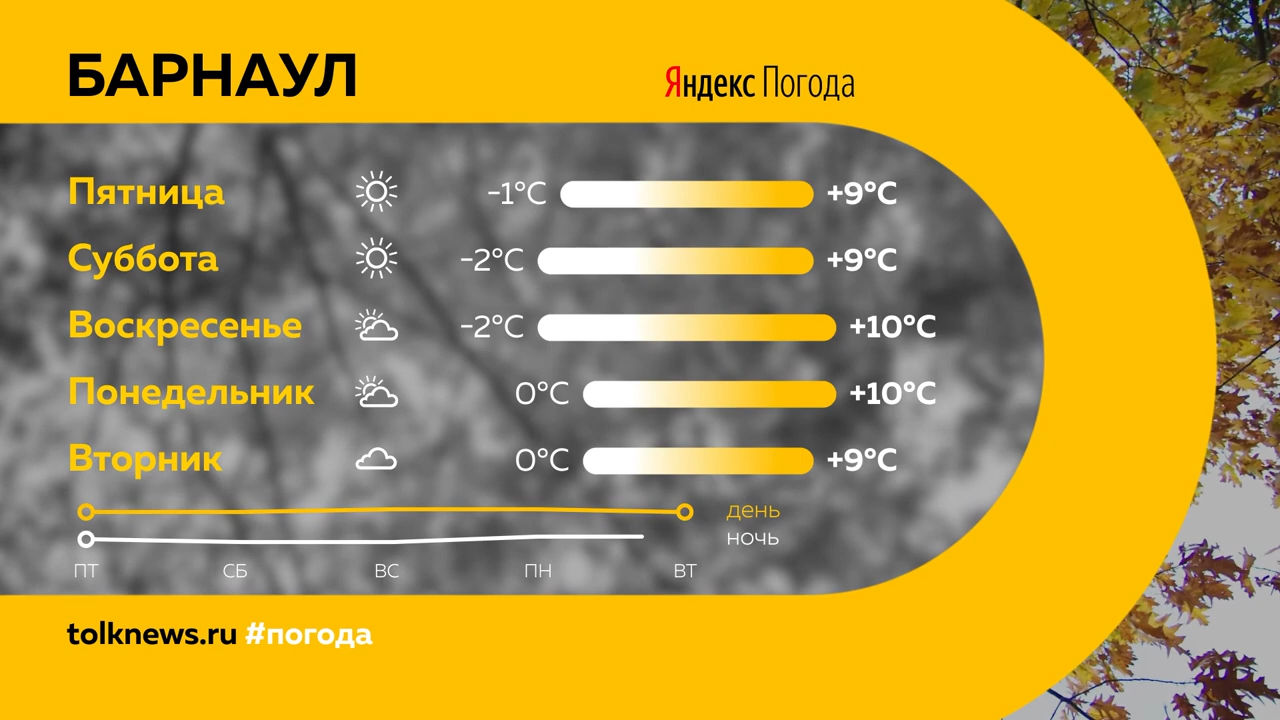 БАРНАУЛ
Яндекс Погода
Пятница -1°C +9°C
Суббота -2°C +9°C
Воскресенье -2°C +10°C
Понедельник 0°C +10°C
Вторник 0°C +9°C
день
ночь
ПТ СБ ВС ПН ВТ
tolknews.ru #погода